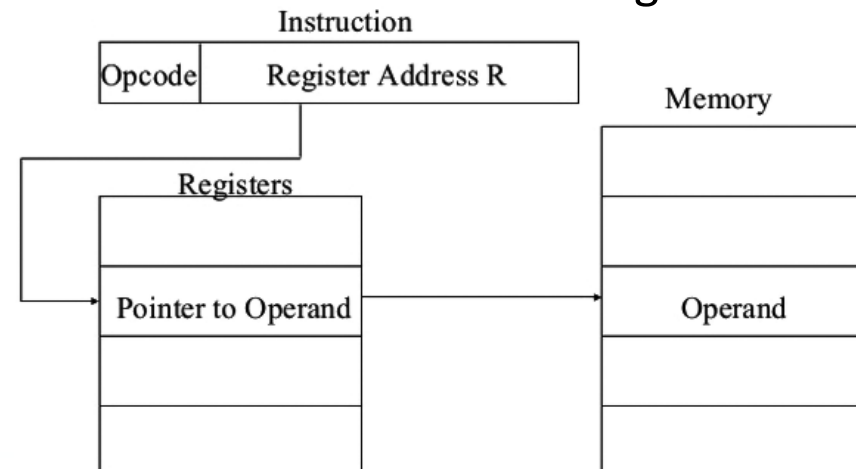 Instruction
Opcode
Register Address R
Memory
Registers
Pointer to Operand
Operand